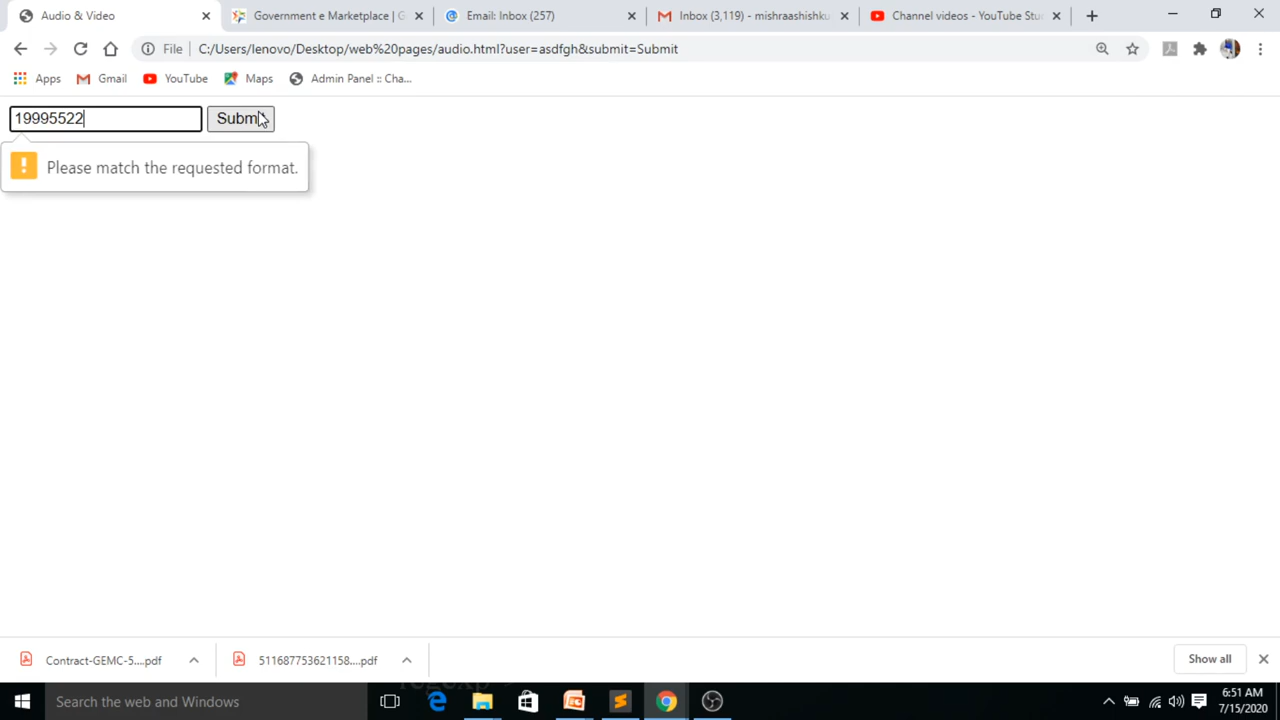 Audio & Video
Government e Marketplace | G
Email: Inbox (257)
Inbox (3,119) - mishraashishku
Channel videos - YouTube Stu
File
C:/Users/lenovo/Desktop/web%20pages/audio.html?user=asdfgh&submit=Submit
Apps
Gmail
YouTube
Maps
Admin Panel :: Cha...
19995522
Submit
Please match the requested format.
Contract-GEMC-5....pdf
511687753621158....pdf
Show all
regexp
Search the web and Windows
6:51 AM
7/15/2020